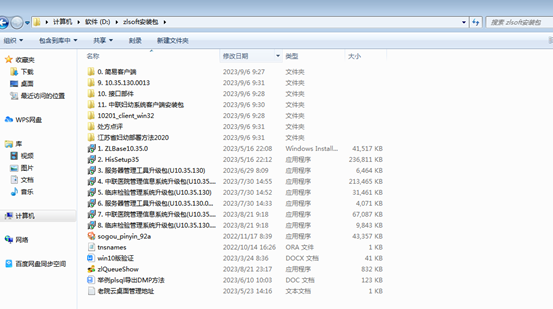 计算机 ▸ 软件 (D:) ▸ zlsoft安装包 ▸
搜索 zlsoft安装包
组织 包含到库中 共享 刻录 新建文件夹
名称 修改日期 类型 大小
收藏夹
下载
桌面
最近访问的位置
WPS网盘
库
视频
图片
文档
音乐
计算机
网络
百度网盘同步空间
0. 简易客户端 2023/9/6 9:27 文件夹
9. 10.35.130.0013 2023/9/6 9:31 文件夹
10. 接口部件 2023/9/6 9:28 文件夹
11. 中联妇幼系统客户端安装包 2023/9/6 9:30 文件夹
10201_client_win32 2023/9/6 9:28 文件夹
处方点评 2023/9/6 9:31 文件夹
江苏省妇幼部署方法2020 2023/9/6 9:31 文件夹
1. ZLBase10.35.0 2023/5/16 22:08 Windows Install... 41,517 KB
2. HisSetup35 2023/5/16 22:12 应用程序 236,811 KB
3. 服务器管理工具升级包(U10.35.130) 2023/6/29 8:09 应用程序 6,464 KB
4. 中联医院管理信息系统升级包(U10.35.... 2023/7/30 14:55 应用程序 213,465 KB
5. 临床检验管理系统升级包(U10.35.130) 2023/7/30 14:52 应用程序 31,461 KB
6. 服务器管理工具升级包(U10.35.130.0... 2023/7/30 14:33 应用程序 4,071 KB
7. 中联医院管理信息系统升级包(U10.35.... 2023/8/21 9:18 应用程序 67,087 KB
8. 临床检验管理系统升级包(U10.35.130.... 2023/8/21 9:18 应用程序 9,843 KB
sogou_pinyin_92a 2022/11/17 8:39 应用程序 43,357 KB
tnsnames 2022/10/14 16:26 ORA 文件 1 KB
win10版验证 2023/3/24 8:36 DOCX 文档 41 KB
zlQueueShow 2023/8/21 23:17 应用程序 832 KB
举例plsql导出DMP方法 2023/6/10 10:03 DOC 文档 123 KB
老院云桌面管理地址 2023/5/23 14:16 文本文档 1 KB